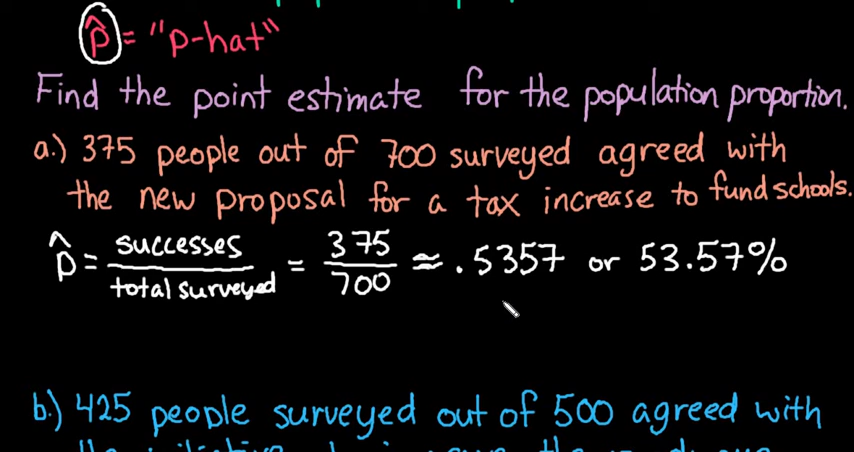 p̂ = "p-hat"
Find the point estimate for the population proportion.
a.) 375 people out of 700 surveyed agreed with
the new proposal for a tax increase to fund schools.
p̂ = successes / total surveyed = 375 / 700 ≈ .5357 or 53.57%
b.) 425 people surveyed out of 500 agreed with